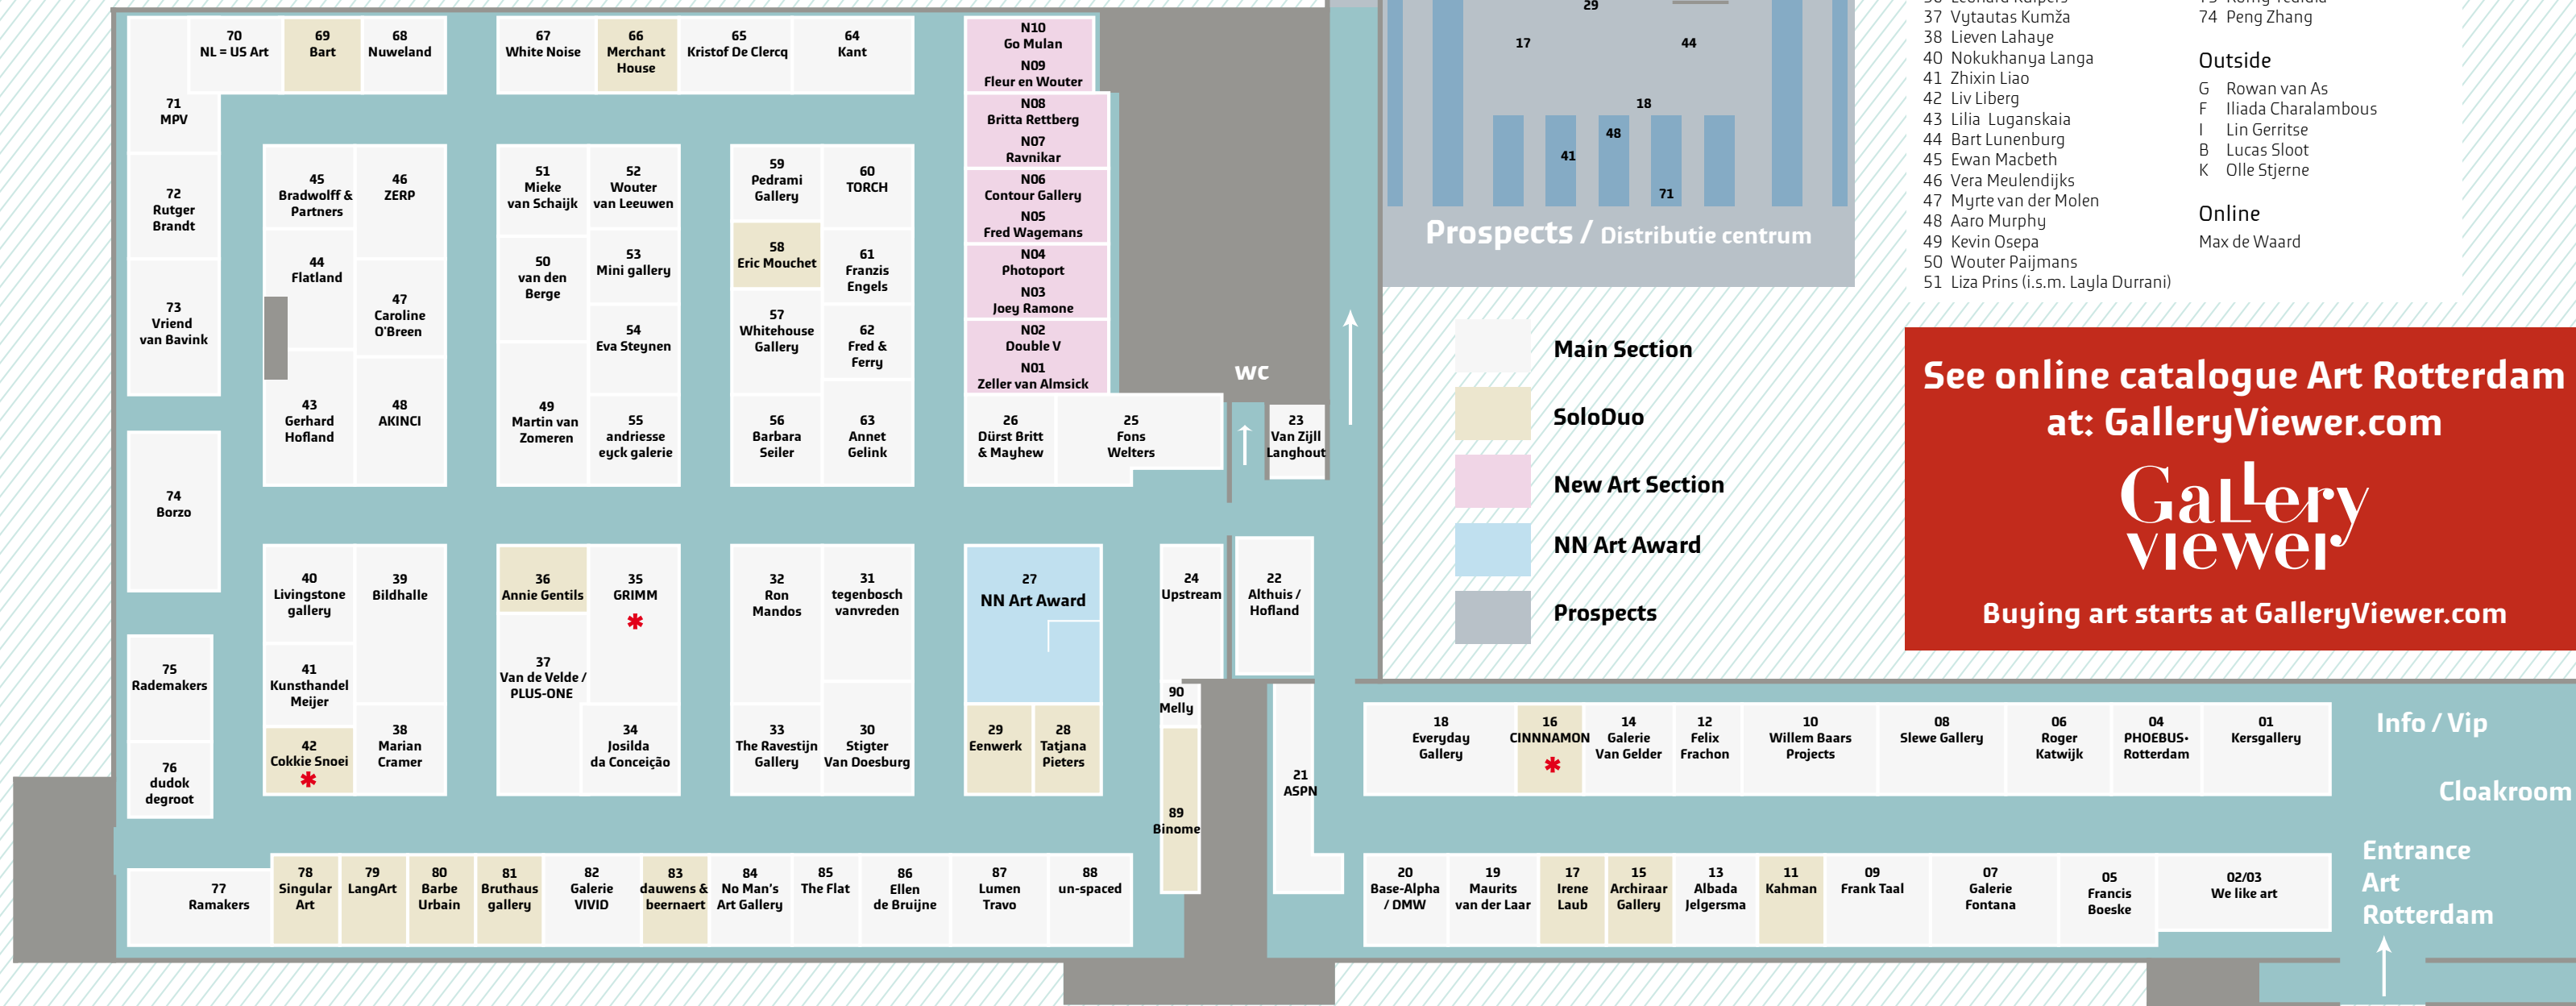 70
NL = US Art
69
Bart
68
Nuweland
67
White Noise
66
Merchant
House
65
Kristof De Clercq
64
Kant
71
MPV
72
Rutger
Brandt
73
Vriend
van Bavink
74
Borzo
75
Rademakers
76
dudok
degroot
45
Bradwolff &
Partners
46
ZERP
44
Flatland
47
Caroline
O'Breen
43
Gerhard
Hofland
48
AKINCI
51
Mieke
van Schaijk
52
Wouter
van Leeuwen
50
van den
Berge
53
Mini gallery
54
Eva Steynen
49
Martin van
Zomeren
55
andriesse
eyck galerie
59
Pedrami
Gallery
60
TORCH
58
Eric Mouchet
61
Franzis
Engels
57
Whitehouse
Gallery
62
Fred &
Ferry
56
Barbara
Seiler
63
Annet
Gelink
N10
Go Mulan
N09
Fleur en Wouter
N08
Britta Rettberg
N07
Ravnikar
N06
Contour Gallery
N05
Fred Wagemans
N04
Photoport
N03
Joey Ramone
N02
Double V
N01
Zeller van Almsick
26
Dürst Britt
& Mayhew
25
Fons
Welters
wc
23
Van Zijll
Langhout
40
Livingstone
gallery
39
Bildhalle
41
Kunsthandel
Meijer
42
Cokkie Snoei
*
38
Marian
Cramer
36
Annie Gentils
35
GRIMM
*
37
Van de Velde /
PLUS-ONE
34
Josilda
da Conceição
32
Ron
Mandos
31
tegenbosch
vanvreden
33
The Ravestijn
Gallery
30
Stigter
Van Doesburg
27
NN Art Award
29
Eenwerk
28
Tatjana
Pieters
24
Upstream
22
Althuis /
Hofland
90
Melly
89
Binome
21
ASPN
77
Ramakers
78
Singular
Art
79
LangArt
80
Barbe
Urbain
81
Bruthaus
gallery
82
Galerie
VIVID
83
dauwens &
beernaert
84
No Man's
Art Gallery
85
The Flat
86
Ellen
de Bruijne
87
Lumen
Travo
88
un-spaced
18
Everyday
Gallery
16
CINNNAMON
*
14
Galerie
Van Gelder
12
Felix
Frachon
10
Willem Baars
Projects
08
Slewe Gallery
06
Roger
Katwijk
04
PHOEBUS•
Rotterdam
01
Kersgallery
20
Base-Alpha
/ DMW
19
Maurits
van der Laar
17
Irene
Laub
15
Archiraar
Gallery
13
Albada
Jelgersma
11
Kahman
09
Frank Taal
07
Galerie
Fontana
05
Francis
Boeske
02/03
We like art
Info / Vip
Cloakroom
Entrance
Art
Rotterdam
29
17
44
18
48
41
71
Prospects / Distributie centrum
Main Section
SoloDuo
New Art Section
NN Art Award
Prospects
37 Vytautas Kumža
38 Lieven Lahaye
40 Nokukhanya Langa
41 Zhixin Liao
42 Liv Liberg
43 Lilia Luganskaia
44 Bart Lunenburg
45 Ewan Macbeth
46 Vera Meulendijks
47 Myrte van der Molen
48 Aaro Murphy
49 Kevin Osepa
50 Wouter Paijmans
51 Liza Prins (i.s.m. Layla Durrani)
74 Peng Zhang
Outside
G Rowan van As
F Iliada Charalambous
I Lin Gerritse
B Lucas Sloot
K Olle Stjerne
Online
Max de Waard
See online catalogue Art Rotterdam
at: GalleryViewer.com
Gallery
viewer
Buying art starts at GalleryViewer.com